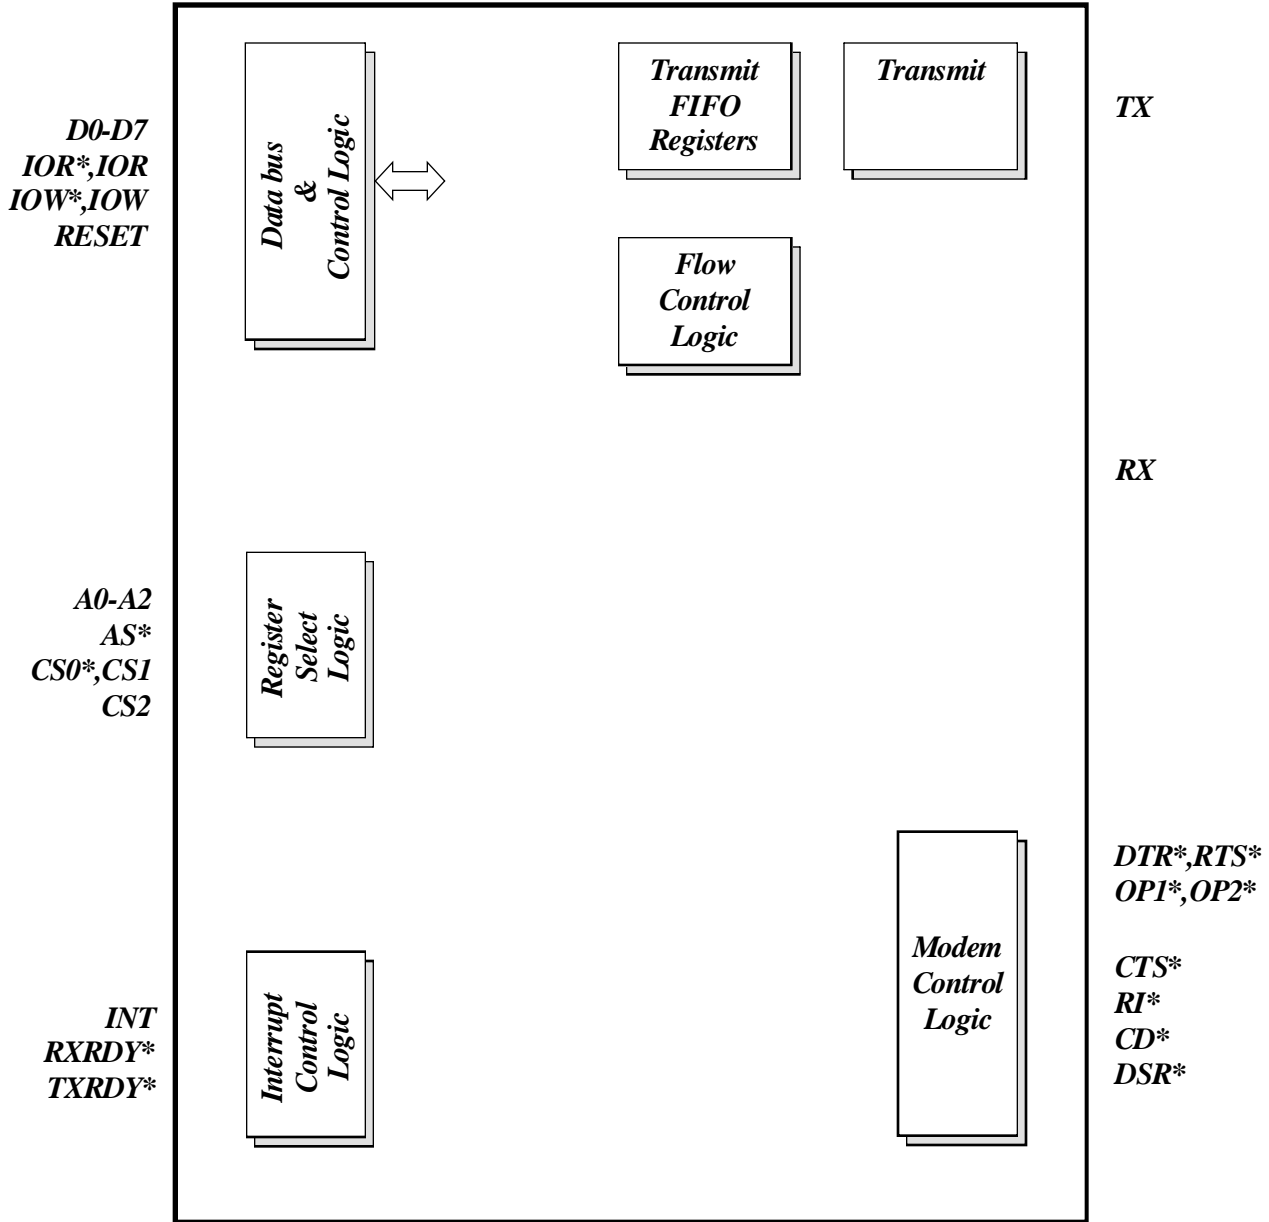 D0-D7
IOR*,IOR
IOW*,IOW
RESET
Data bus
&
Control Logic
Transmit
FIFO
Registers
Transmit
TX
Flow
Control
Logic
RX
A0-A2
AS*
CS0*,CS1
CS2
Register
Select
Logic
DTR*,RTS*
OP1*,OP2*
CTS*
RI*
CD*
DSR*
Modem
Control
Logic
INT
RXRDY*
TXRDY*
Interrupt
Control
Logic